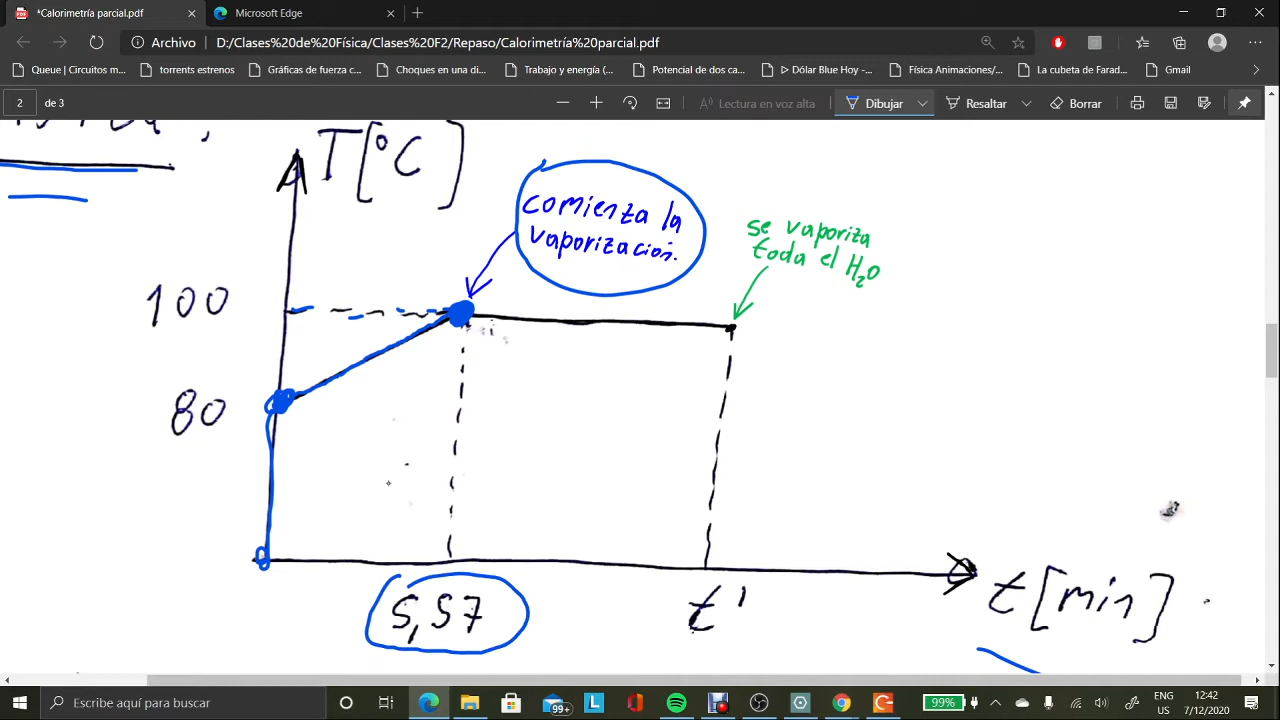 *Calorimetría parcial.pdf
Microsoft Edge
Archivo
D:/Clases%20de%20Física/Clases%20F2/Repaso/Calorimetría%20parcial.pdf
Queue | Circuitos m...
torrents estrenos
Gráficas de fuerza c...
Choques en una di...
Trabajo y energía (...
Potencial de dos ca...
▷ Dólar Blue Hoy -...
Física Animaciones/...
La cubeta de Farad...
Gmail
2 de 3
Lectura en voz alta
Dibujar
Resaltar
Borrar
T[°C]
comienza la
vaporización.
se vaporiza
toda el H₂O
100
80
5,57
t'
t[min].
Escribe aquí para buscar
99+
99%
ENG
US
12:42
7/12/2020